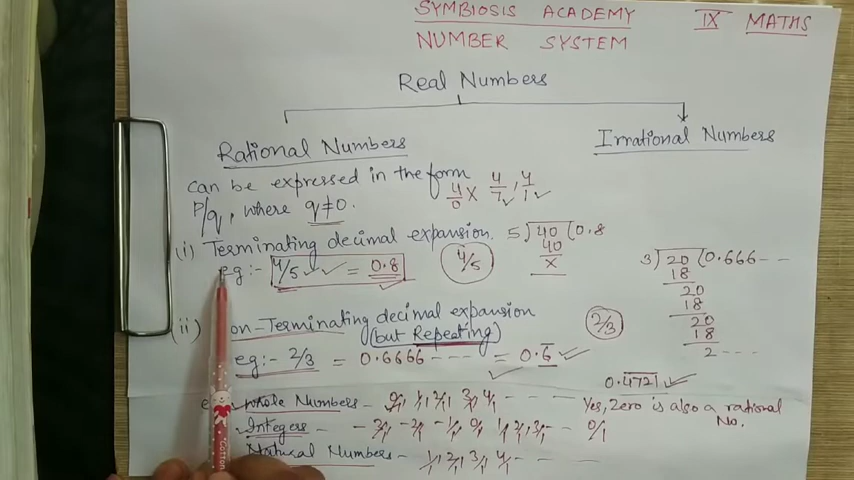 SYMBIOSIS ACADEMY IX MATHS
NUMBER SYSTEM
Real Numbers
Rational Numbers
can be expressed in the form
P/q, where q ≠ 0.
4/0 × 4/7 ✓, 4/1 ✓
(i) Terminating decimal expansion.
eg:- 4/5 ✓✓ = 0.8 ✓
4/5
5) 40 (0.8
40
×
(ii) on-Terminating decimal expansion
(but Repeating)
2/3
eg:- 2/3 = 0.6666---- = 0.6̅ ✓
Whole Numbers - 0/1, 1/1, 2/1, 3/1, 4/1 - - - -
Integers - -3/1, -2/1, -1/1, 0/1, 1/1, 2/1, 3/1 - -
Natural Numbers - 1/1, 2/1, 3/1, 4/1 - - - -
Irrational Numbers
3) 20 (0.666---
18
20
18
20
18
2 - - - -
0.4721 ✓
Yes, Zero is also a rational
No.
0/1